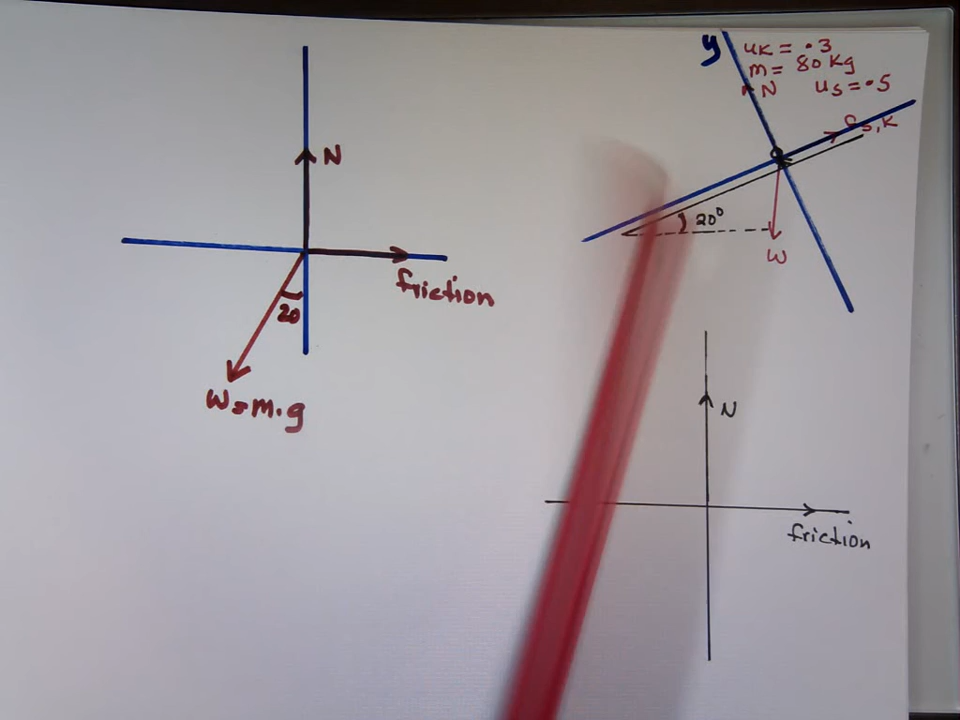 N
friction
20
W=m.g
y
uK = .3
m= 80 Kg
N
us=.5
s,K
20°
W
N
friction